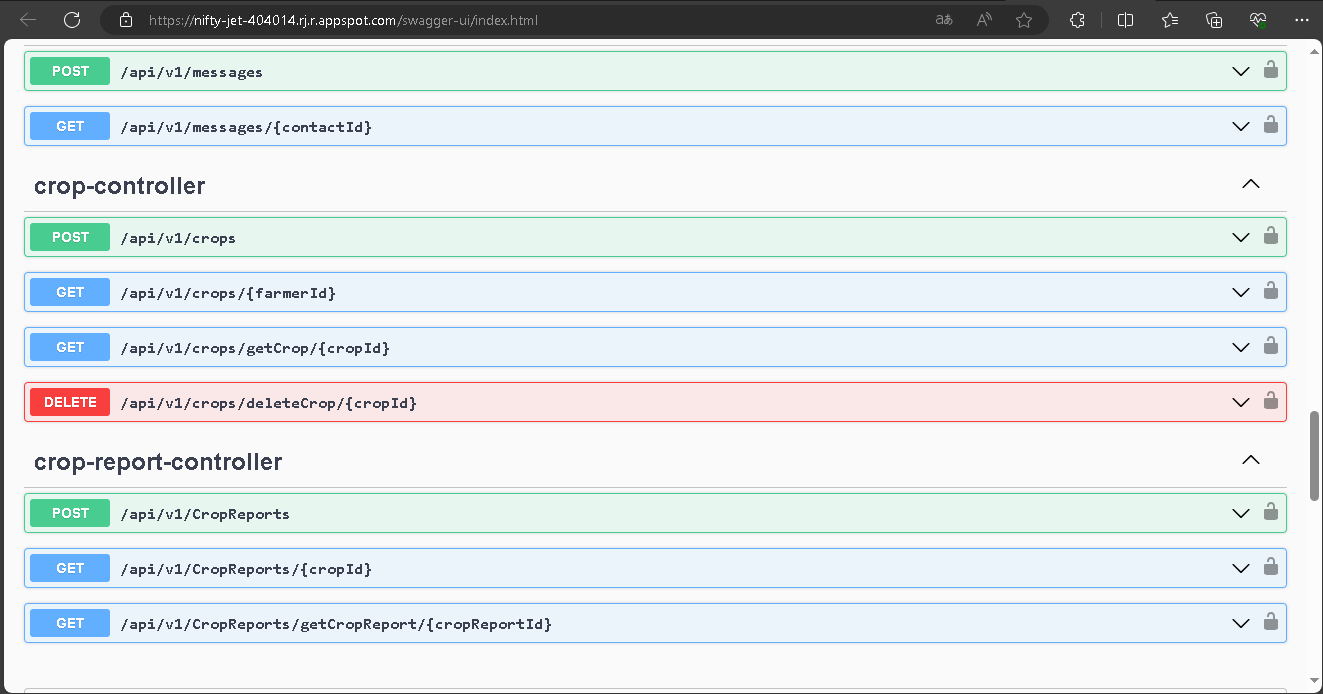 https://nifty-jet-404014.rj.r.appspot.com/swagger-ui/index.html
POST /api/v1/messages
GET /api/v1/messages/{contactId}
crop-controller
POST /api/v1/crops
GET /api/v1/crops/{farmerId}
GET /api/v1/crops/getCrop/{cropId}
DELETE /api/v1/crops/deleteCrop/{cropId}
crop-report-controller
POST /api/v1/CropReports
GET /api/v1/CropReports/{cropId}
GET /api/v1/CropReports/getCropReport/{cropReportId}